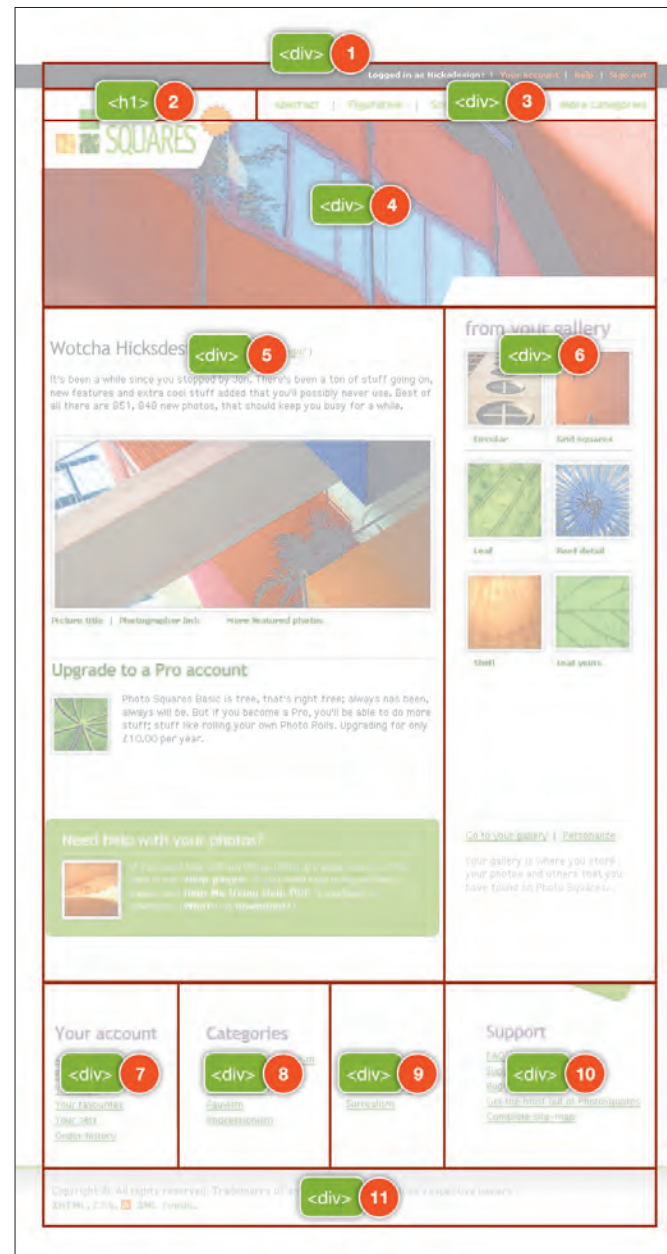 <div> 1
Logged in as Hicksdesign! | Your account | Help | Sign out
<h1> 2
<div> 3
Abstract | Figurative |
| More categories
SQUARES
<div> 4
Wotcha Hicksdes
<div> 5
It's been a while since you stopped by Jon. There's been a ton of stuff going on,
new features and extra cool stuff added that you'll possibly never use. Best of
all there are 851, 848 new photos, that should keep you busy for a while.
Picture title | Photographer link More featured photos
Upgrade to a Pro account
Photo Squares Basic is free, that's right free; always has been,
always will be. But if you become a Pro, you'll be able to do more
stuff; stuff like rolling your own Photo Rolls. Upgrading for only
£10.00 per year.
Need help with your photos?
from your gallery
<div> 6
Circular Grid squares
Leaf Reef detail
Shell Leaf veins
Go to your gallery | Personalize
Your gallery is where you store
your photos and others that you
have found on Photo Squares.
Your account
<div> 7
Your favourites
Your
Order history
Categories
<div> 8
Fauvism
Impressionism
<div> 9
Surrealism
Support
FAQ
<div> 10
Get the most out of Photosquares
Complete site-map
Copyright ©. All rights reserved. Trademarks of
respective owners
<div> 11
XHTML, CSS, XML Feeds.